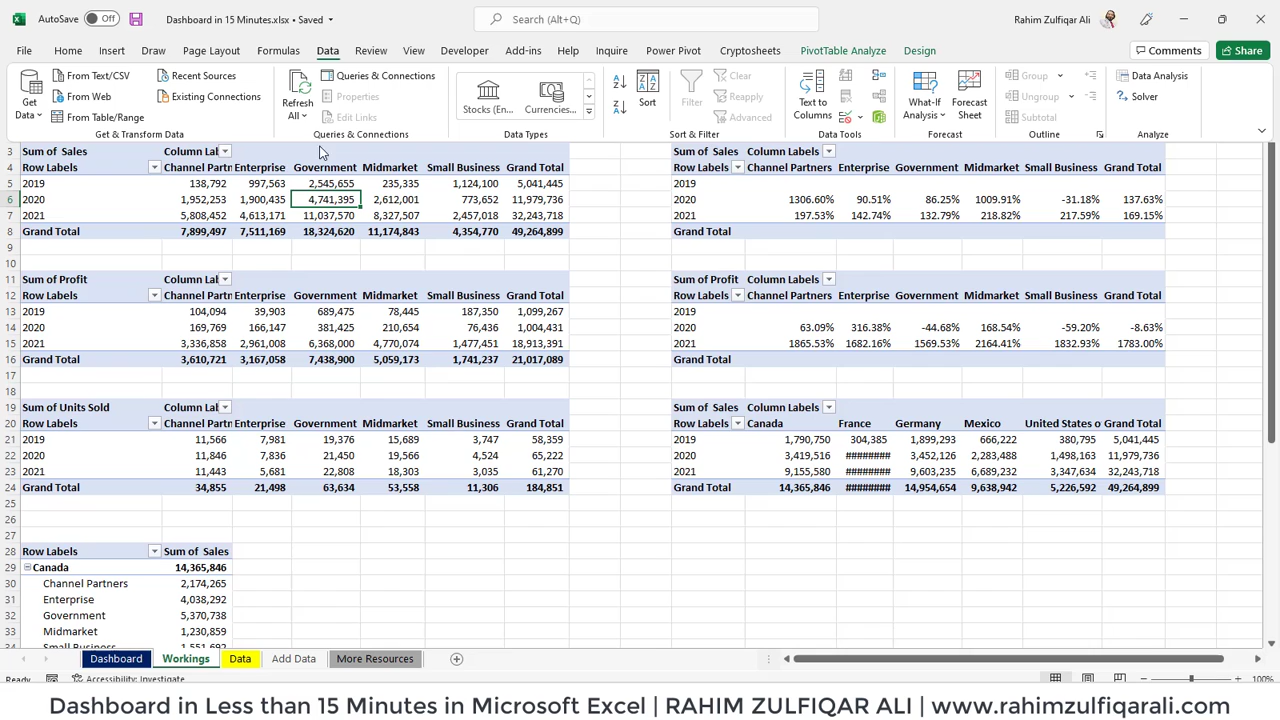 AutoSave Off Dashboard in 15 Minutes.xlsx • Saved Search (Alt+Q) Rahim Zulfiqar Ali
File Home Insert Draw Page Layout Formulas Data Review View Developer Add-ins Help Inquire Power Pivot Cryptosheets PivotTable Analyze Design Comments Share
From Text/CSV Recent Sources Queries & Connections Clear Group Data Analysis
From Web Existing Connections Properties Reapply Ungroup Solver
From Table/Range Edit Links Advanced Subtotal
Get Data Refresh All Stocks (En... Currencies... Sort Filter Text to Columns What-If Analysis Forecast Sheet
Get & Transform Data Queries & Connections Data Types Sort & Filter Data Tools Forecast Outline Analyze
3 Sum of Sales Column Lal Sum of Sales Column Labels
4 Row Labels Channel Partn Enterprise Government Midmarket Small Business Grand Total Row Labels Channel Partners Enterprise Government Midmarket Small Business Grand Total
5 2019 138,792 997,563 2,545,655 235,335 1,124,100 5,041,445 2019
6 2020 1,952,253 1,900,435 4,741,395 2,612,001 773,652 11,979,736 2020 1306.60% 90.51% 86.25% 1009.91% -31.18% 137.63%
7 2021 5,808,452 4,613,171 11,037,570 8,327,507 2,457,018 32,243,718 2021 197.53% 142.74% 132.79% 218.82% 217.59% 169.15%
8 Grand Total 7,899,497 7,511,169 18,324,620 11,174,843 4,354,770 49,264,899 Grand Total
9
10
11 Sum of Profit Column Lal Sum of Profit Column Labels
12 Row Labels Channel Partn Enterprise Government Midmarket Small Business Grand Total Row Labels Channel Partners Enterprise Government Midmarket Small Business Grand Total
13 2019 104,094 39,903 689,475 78,445 187,350 1,099,267 2019
14 2020 169,769 166,147 381,425 210,654 76,436 1,004,431 2020 63.09% 316.38% -44.68% 168.54% -59.20% -8.63%
15 2021 3,336,858 2,961,008 6,368,000 4,770,074 1,477,451 18,913,391 2021 1865.53% 1682.16% 1569.53% 2164.41% 1832.93% 1783.00%
16 Grand Total 3,610,721 3,167,058 7,438,900 5,059,173 1,741,237 21,017,089 Grand Total
17
18
19 Sum of Units Sold Column Lal Sum of Sales Column Labels
20 Row Labels Channel Partn Enterprise Government Midmarket Small Business Grand Total Row Labels Canada France Germany Mexico United States o Grand Total
21 2019 11,566 7,981 19,376 15,689 3,747 58,359 2019 1,790,750 304,385 1,899,293 666,222 380,795 5,041,445
22 2020 11,846 7,836 21,450 19,566 4,524 65,222 2020 3,419,516 ######## 3,452,126 2,283,488 1,498,163 11,979,736
23 2021 11,443 5,681 22,808 18,303 3,035 61,270 2021 9,155,580 ######## 9,603,235 6,689,232 3,347,634 32,243,718
24 Grand Total 34,855 21,498 63,634 53,558 11,306 184,851 Grand Total 14,365,846 ######## 14,954,654 9,638,942 5,226,592 49,264,899
25
26
27
28 Row Labels Sum of Sales
29 Canada 14,365,846
30 Channel Partners 2,174,265
31 Enterprise 4,038,292
32 Government 5,370,738
33 Midmarket 1,230,859
34 Small Business 1,551,692
Dashboard Workings Data Add Data More Resources
Ready Accessibility: Investigate 100%
Dashboard in Less than 15 Minutes in Microsoft Excel | RAHIM ZULFIQAR ALI | www.rahimzulfiqarali.com